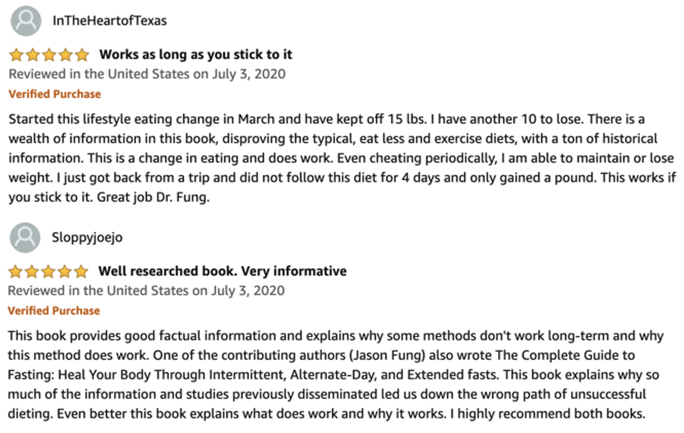 InTheHeartofTexas
Works as long as you stick to it
Reviewed in the United States on July 3, 2020
Verified Purchase
Started this lifestyle eating change in March and have kept off 15 lbs. I have another 10 to lose. There is a
wealth of information in this book, disproving the typical, eat less and exercise diets, with a ton of historical
information. This is a change in eating and does work. Even cheating periodically, I am able to maintain or lose
weight. I just got back from a trip and did not follow this diet for 4 days and only gained a pound. This works if
you stick to it. Great job Dr. Fung.
Sloppyjoejo
Well researched book. Very informative
Reviewed in the United States on July 3, 2020
Verified Purchase
This book provides good factual information and explains why some methods don't work long-term and why
this method does work. One of the contributing authors (Jason Fung) also wrote The Complete Guide to
Fasting: Heal Your Body Through Intermittent, Alternate-Day, and Extended fasts. This book explains why so
much of the information and studies previously disseminated led us down the wrong path of unsuccessful
dieting. Even better this book explains what does work and why it works. I highly recommend both books.